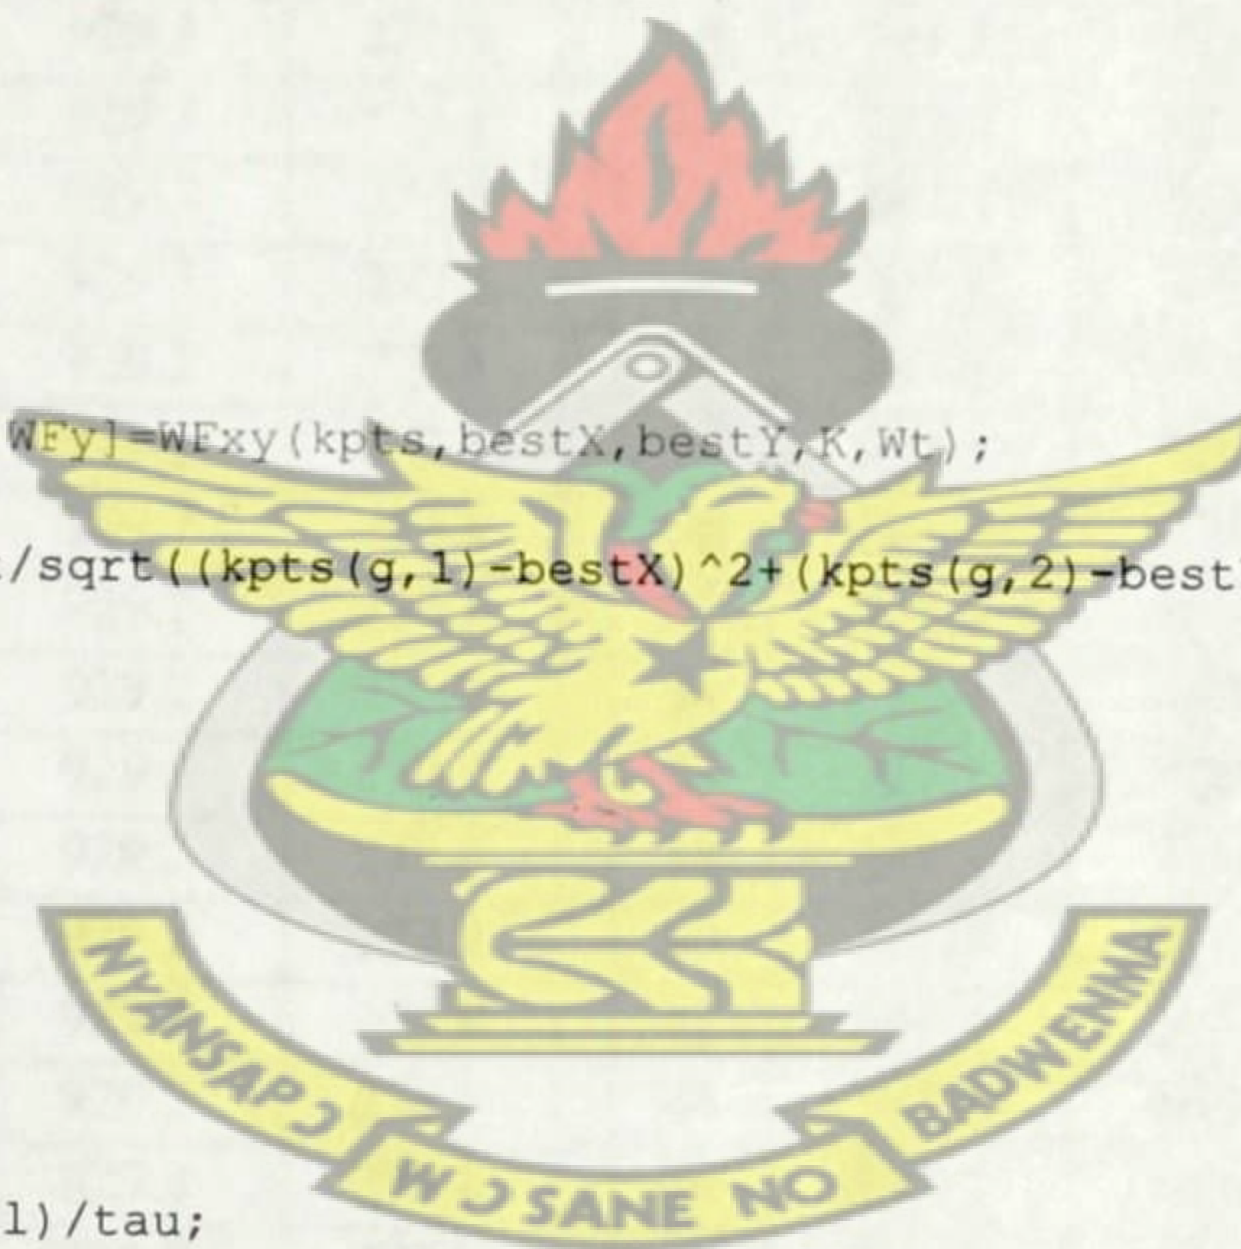 WFy]=WFxy(kpts,bestX,bestY,K,Wt);
/sqrt((kpts(g,1)-bestX)^2+(kpts(g,2)-best
NYANSAPƆ
WƆSANE NO
BADWENMA
1)/tau;